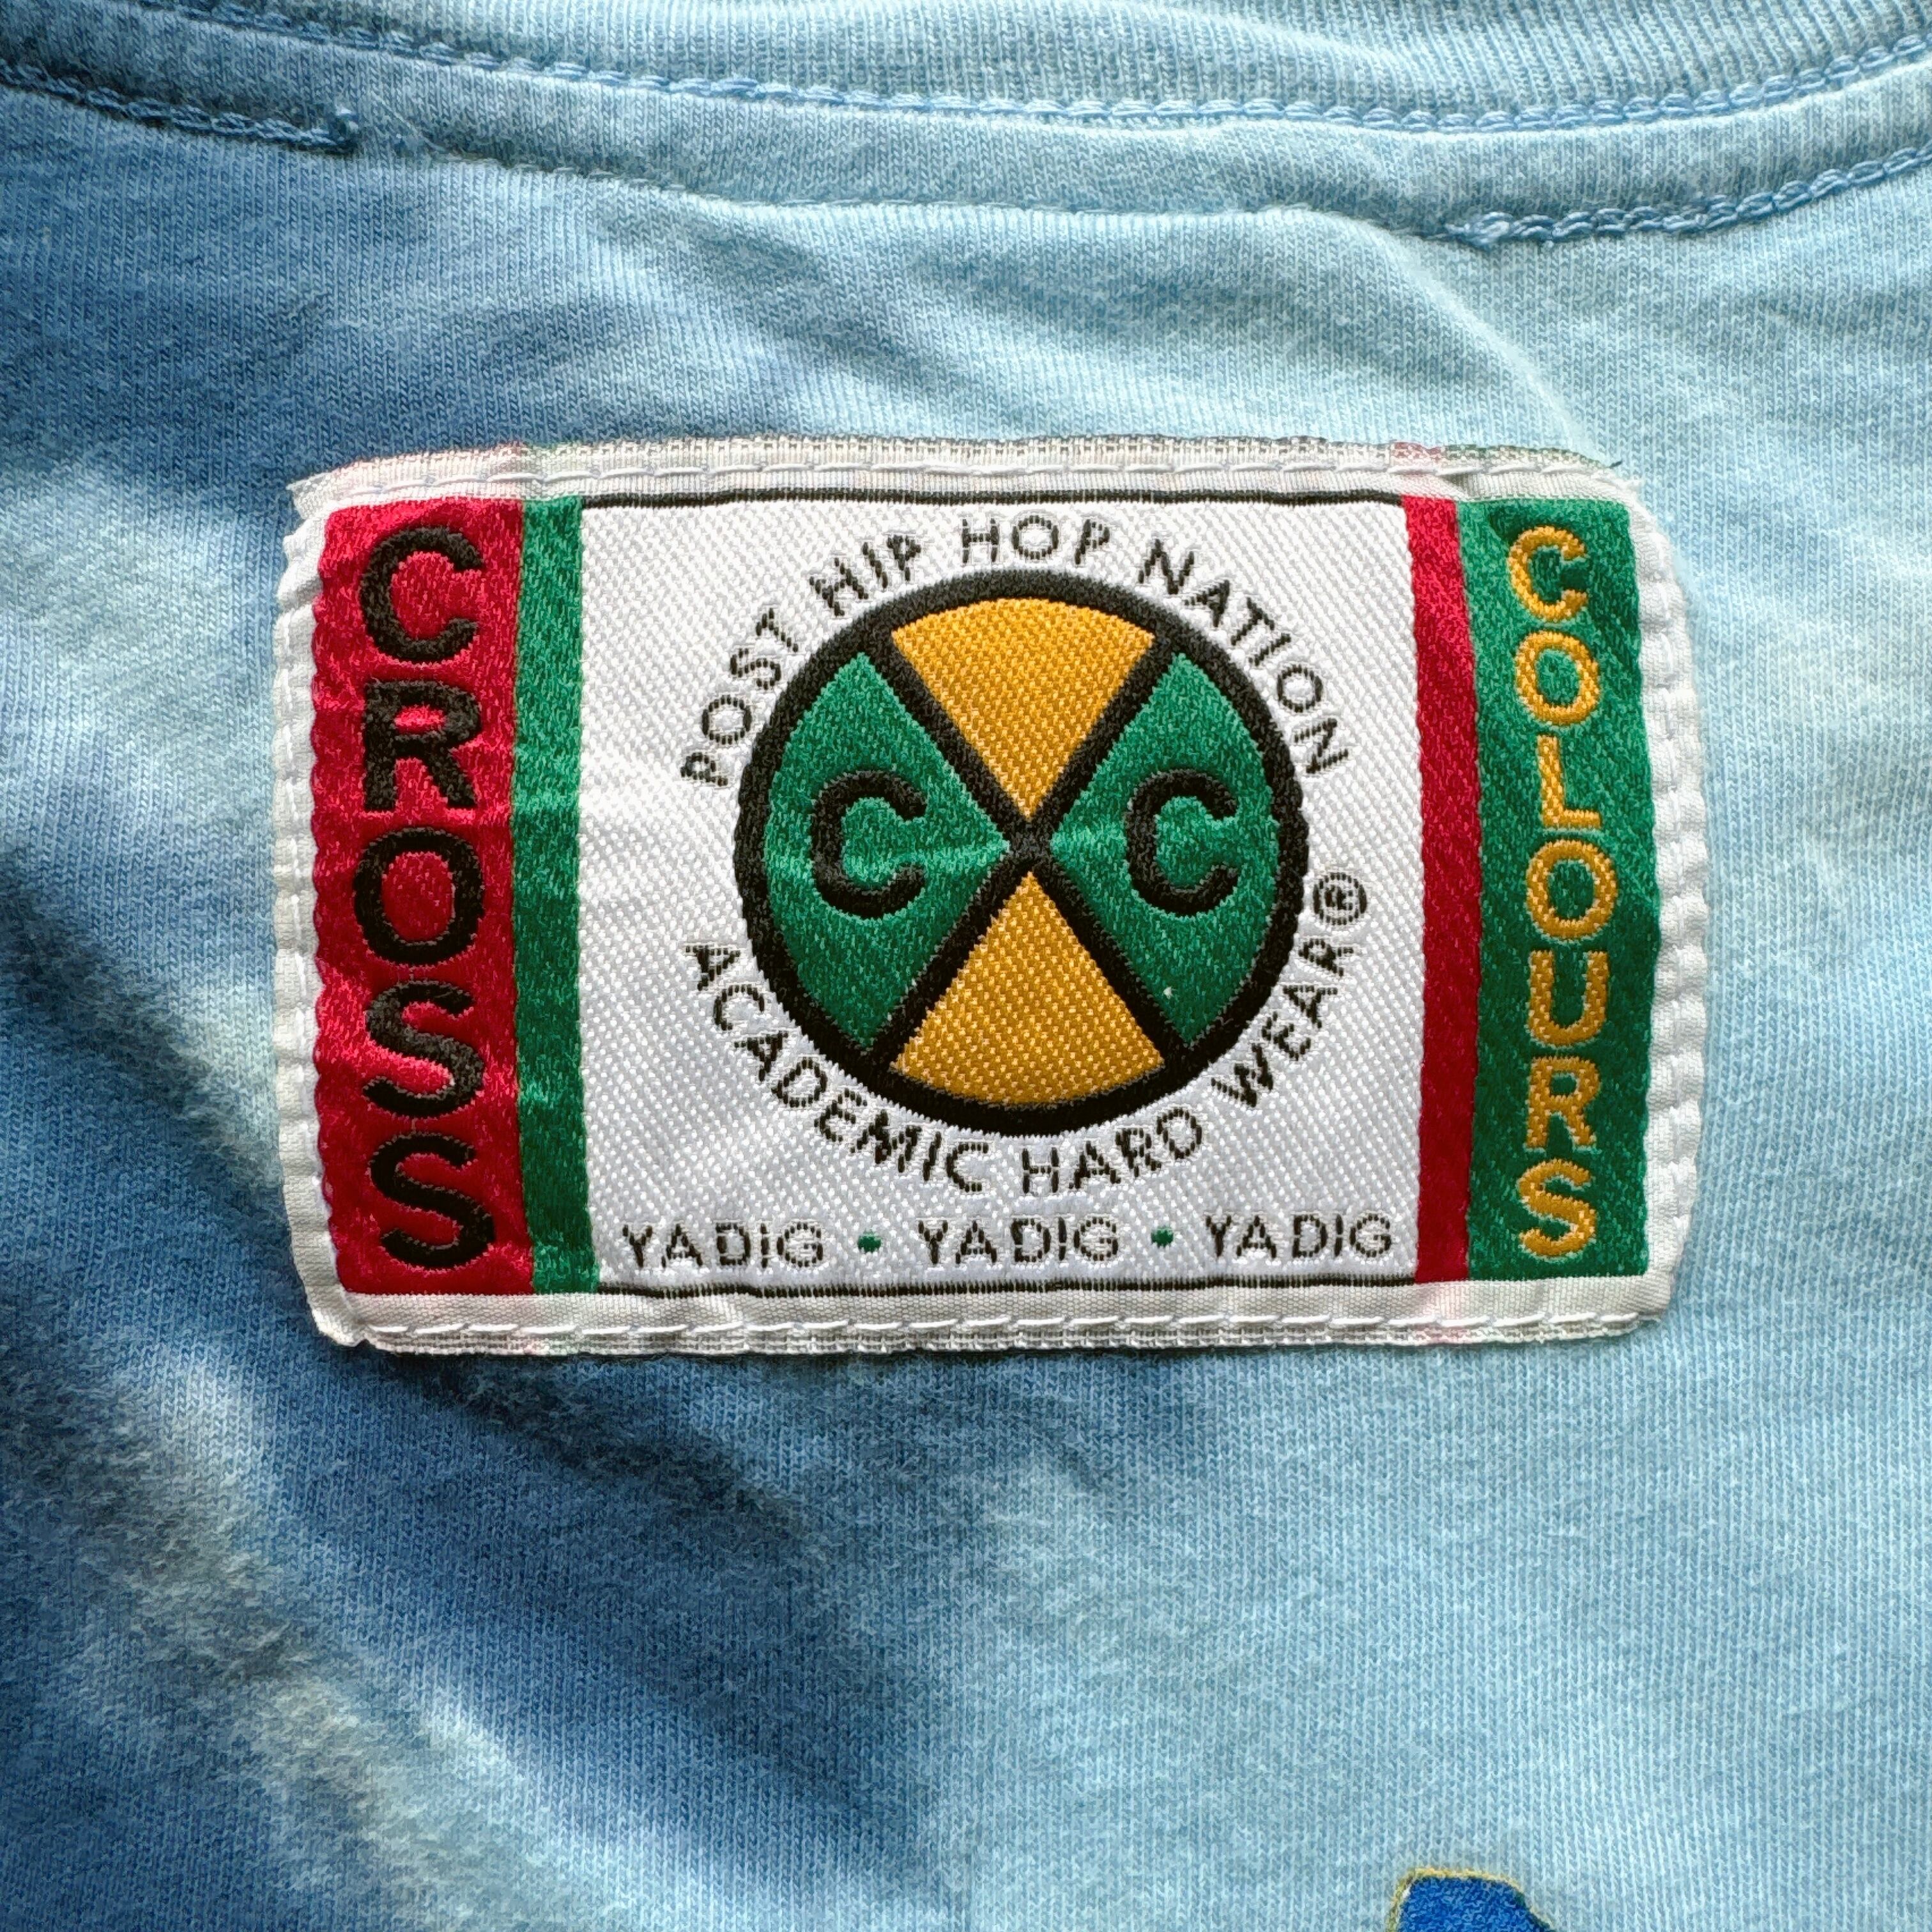 CROSS
POST HIP HOP NATION
C C
ACADEMIC HARD WEAR®
YADIG • YADIG • YADIG
COLOURS